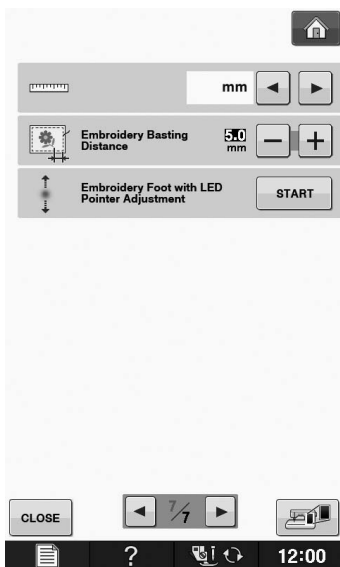 mm
Embroidery Basting
Distance
5.0
mm
Embroidery Foot with LED
Pointer Adjustment
START
CLOSE
7/7
?
12:00